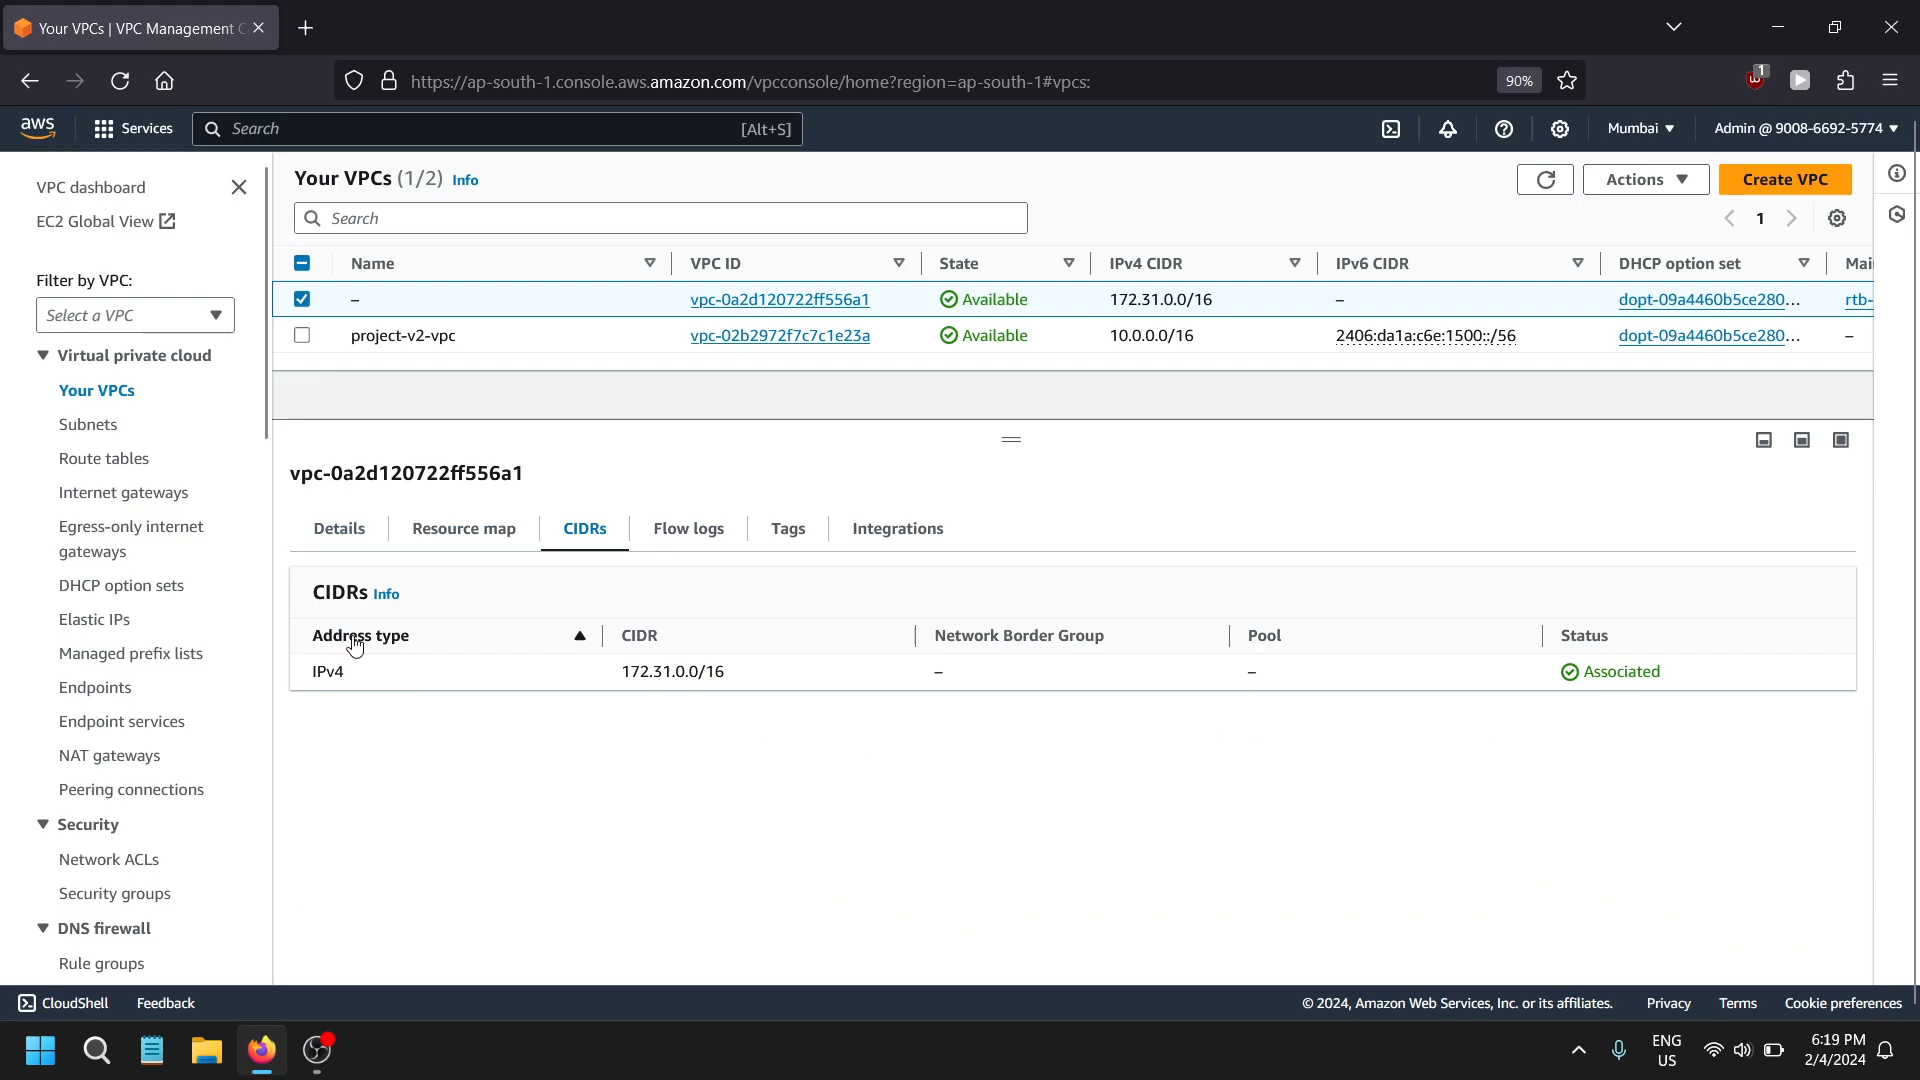 Your VPCs | VPC Management C
https://ap-south-1.console.aws.amazon.com/vpcconsole/home?region=ap-south-1#vpcs:
90%
1
aws
Services
Search
[Alt+S]
Mumbai
Admin @ 9008-6692-5774
VPC dashboard
EC2 Global View
Filter by VPC:
Select a VPC
Virtual private cloud
Your VPCs
Subnets
Route tables
Internet gateways
Egress-only internet
gateways
DHCP option sets
Elastic IPs
Managed prefix lists
Endpoints
Endpoint services
NAT gateways
Peering connections
Security
Network ACLs
Security groups
DNS firewall
Rule groups
Your VPCs (1/2) Info
Actions
Create VPC
Search
1
Name VPC ID State IPv4 CIDR IPv6 CIDR DHCP option set Mai
– vpc-0a2d120722ff556a1 Available 172.31.0.0/16 – dopt-09a4460b5ce280... rtb-
project-v2-vpc vpc-02b2972f7c7c1e23a Available 10.0.0.0/16 2406:da1a:c6e:1500::/56 dopt-09a4460b5ce280... –
vpc-0a2d120722ff556a1
Details Resource map CIDRs Flow logs Tags Integrations
CIDRs Info
Address type CIDR Network Border Group Pool Status
IPv4 172.31.0.0/16 – – Associated
CloudShell Feedback
© 2024, Amazon Web Services, Inc. or its affiliates. Privacy Terms Cookie preferences
ENG
US
6:19 PM
2/4/2024